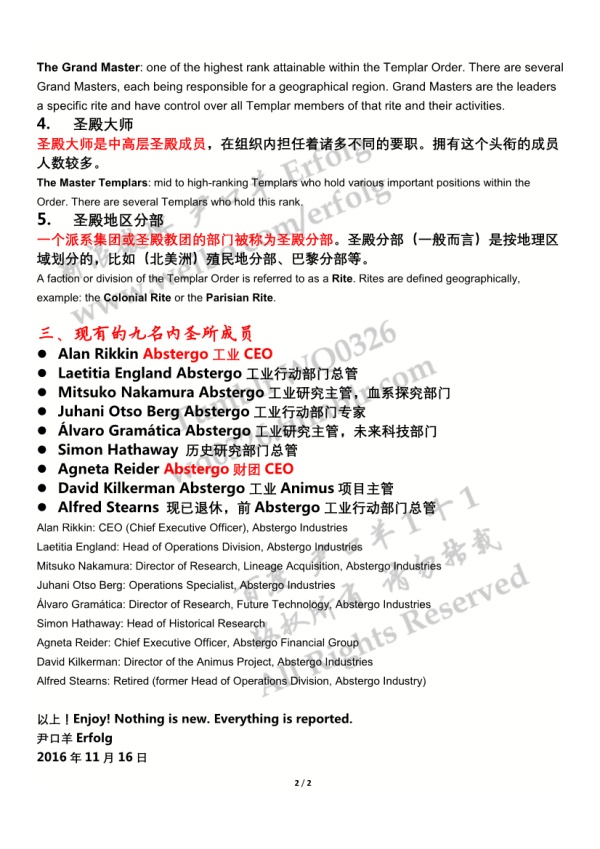 The Grand Master: one of the highest rank attainable within the Templar Order. There are several
Grand Masters, each being responsible for a geographical region. Grand Masters are the leaders
a specific rite and have control over all Templar members of that rite and their activities.
4. 圣殿大师
圣殿大师是中高层圣殿成员，在组织内担任着诸多不同的要职。拥有这个头衔的成员
人数较多。
The Master Templars: mid to high-ranking Templars who hold various important positions within the
Order. There are several Templars who hold this rank.
5. 圣殿地区分部
一个派系集团或圣殿教团的部门被称为圣殿分部。圣殿分部（一般而言）是按地理区
域划分的，比如（北美洲）殖民地分部、巴黎分部等。
A faction or division of the Templar Order is referred to as a Rite. Rites are defined geographically,
example: the Colonial Rite or the Parisian Rite.
三、现有的九名内圣所成员
● Alan Rikkin Abstergo 工业 CEO
● Laetitia England Abstergo 工业行动部门总管
● Mitsuko Nakamura Abstergo 工业研究主管，血系探究部门
● Juhani Otso Berg Abstergo 工业行动部门专家
● Álvaro Gramática Abstergo 工业研究主管，未来科技部门
● Simon Hathaway 历史研究部门总管
● Agneta Reider Abstergo 财团 CEO
● David Kilkerman Abstergo 工业 Animus 项目主管
● Alfred Stearns 现已退休，前 Abstergo 工业行动部门总管
Alan Rikkin: CEO (Chief Executive Officer), Abstergo Industries
Laetitia England: Head of Operations Division, Abstergo Industries
Mitsuko Nakamura: Director of Research, Lineage Acquisition, Abstergo Industries
Juhani Otso Berg: Operations Specialist, Abstergo Industries
Álvaro Gramática: Director of Research, Future Technology, Abstergo Industries
Simon Hathaway: Head of Historical Research
Agneta Reider: Chief Executive Officer, Abstergo Financial Group
David Kilkerman: Director of the Animus Project, Abstergo Industries
Alfred Stearns: Retired (former Head of Operations Division, Abstergo Industry)
以上！Enjoy! Nothing is new. Everything is reported.
尹口羊 Erfolg
2016 年 11 月 16 日
2 / 2
新浪微博 尹口羊 Erfolg
www.weibo.com/erfolg
Tumblr WO0326
wo0326.tumblr.com
百度 尹口羊 1十1
版权所有 请勿转载
All Rights Reserved